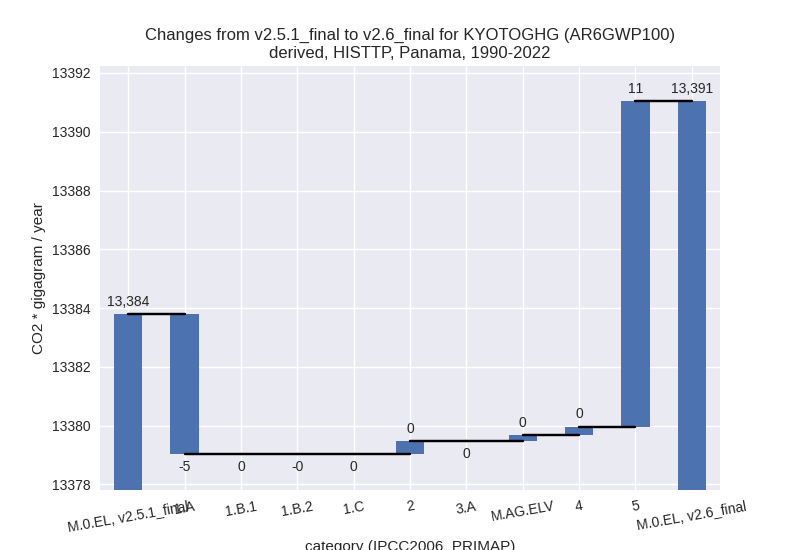 Changes from v2.5.1_final to v2.6_final for KYOTOGHG (AR6GWP100)
derived, HISTTP, Panama, 1990-2022
CO2 * gigagram / year
13392
13390
13388
13386
13384
13382
13380
13378
13,384
-5
0
-0
0
0
0
0
0
11
13,391
M.0.EL, v2.5.1_final
1.A
1.B.1
1.B.2
1.C
2
3.A
M.AG.ELV
4
5
M.0.EL, v2.6_final
category (IPCC2006_PRIMAP)